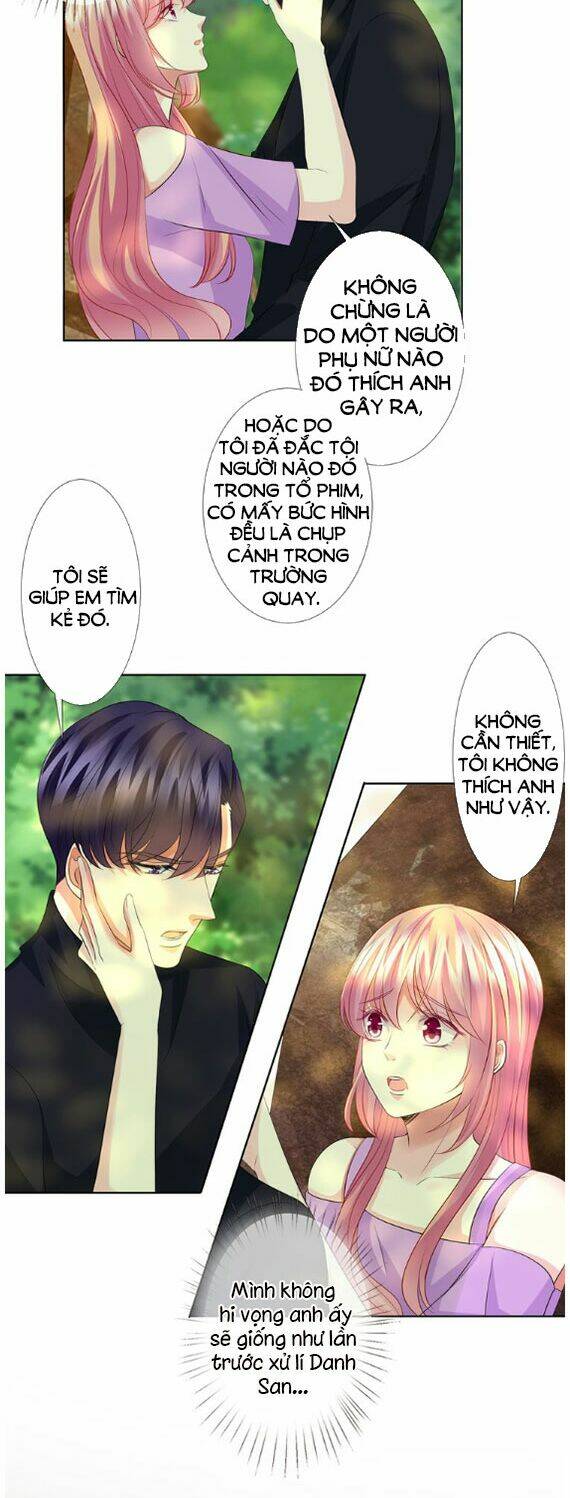 KHÔNG
CHỪNG LÀ
DO MỘT NGƯỜI
PHỤ NỮ NÀO
ĐÓ THÍCH ANH
GÂY RA,
HOẶC DO
TÔI ĐÃ ĐẮC TỘI
NGƯỜI NÀO ĐÓ
TRONG TỔ PHIM,
CÓ MẤY BỨC HÌNH
ĐỀU LÀ CHỤP
CẢNH TRONG
TRƯỜNG
QUAY.
TÔI SẼ
GIÚP EM TÌM
KẺ ĐÓ.
KHÔNG
CẦN THIẾT,
TÔI KHÔNG
THÍCH ANH
NHƯ VẬY.
Mình không
hi vọng anh ấy
sẽ giống như lần
trước xử lí Danh
San...